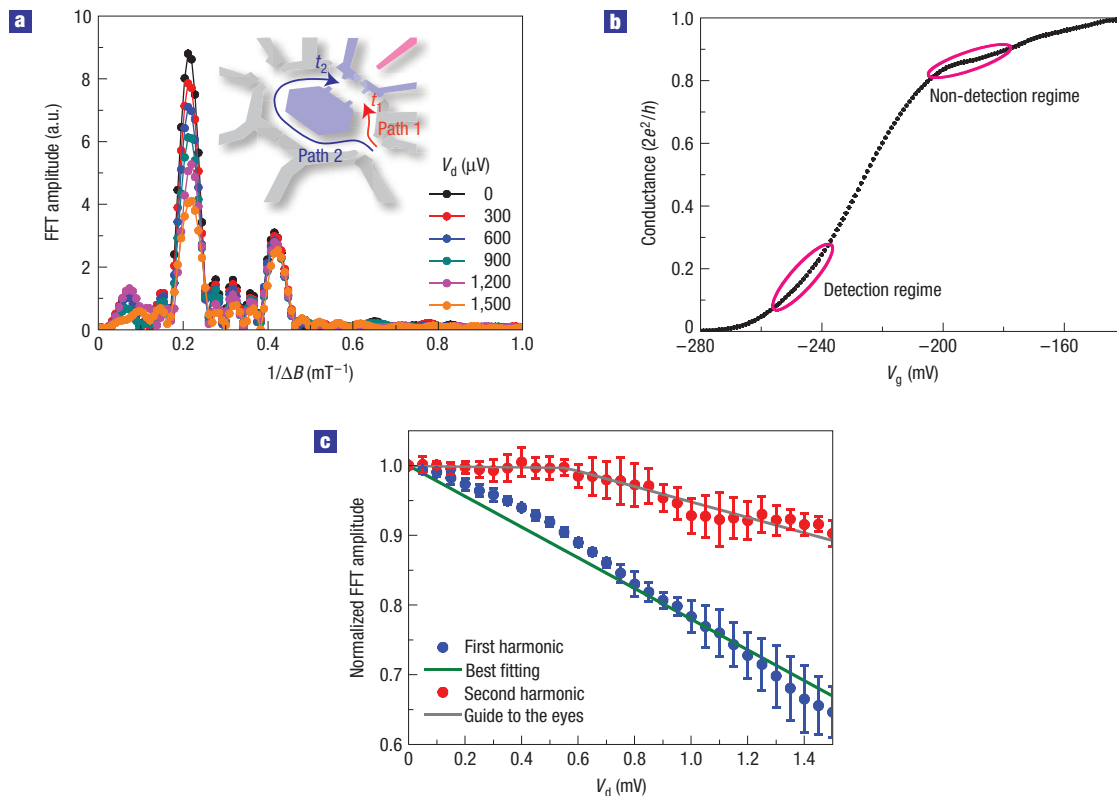 a
FFT amplitude (a.u.)
10
8
6
4
2
0
0
0.2
0.4
0.6
0.8
1.0
1/ΔB (mT⁻¹)
t₂
t₁
Path 1
Path 2
V_d (μV)
0
300
600
900
1,200
1,500
b
Conductance (2e²/h)
1.0
0.8
0.6
0.4
0.2
0
−280
−240
−200
−160
V_g (mV)
Non-detection regime
Detection regime
c
Normalized FFT amplitude
1.0
0.9
0.8
0.7
0.6
0
0.2
0.4
0.6
0.8
1.0
1.2
1.4
V_d (mV)
First harmonic
Best fitting
Second harmonic
Guide to the eyes